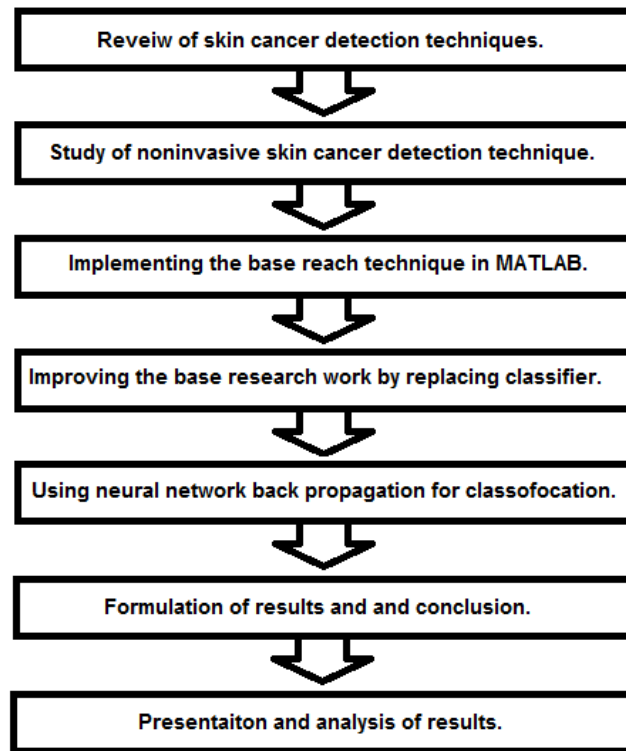 Reveiw of skin cancer detection techniques.
Study of noninvasive skin cancer detection technique.
Implementing the base reach technique in MATLAB.
Improving the base research work by replacing classifier.
Using neural network back propagation for classofocation.
Formulation of results and and conclusion.
Presentaiton and analysis of results.